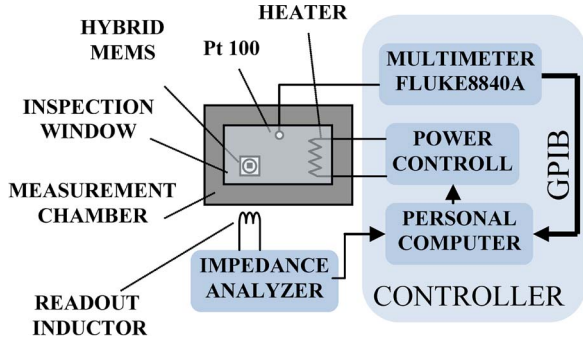 HEATER
HYBRID
MEMS
Pt 100
MULTIMETER
FLUKE8840A
INSPECTION
WINDOW
POWER
CONTROLL
GPIB
MEASUREMENT
CHAMBER
PERSONAL
COMPUTER
IMPEDANCE
ANALYZER
READOUT
INDUCTOR
CONTROLLER